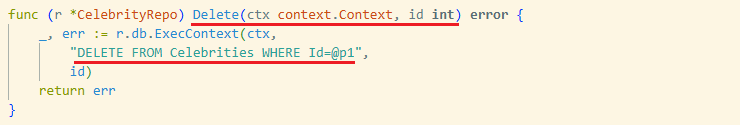 func (r *CelebrityRepo) Delete(ctx context.Context, id int) error {
    _, err := r.db.ExecContext(ctx,
        "DELETE FROM Celebrities WHERE Id=@p1",
        id)
    return err
}